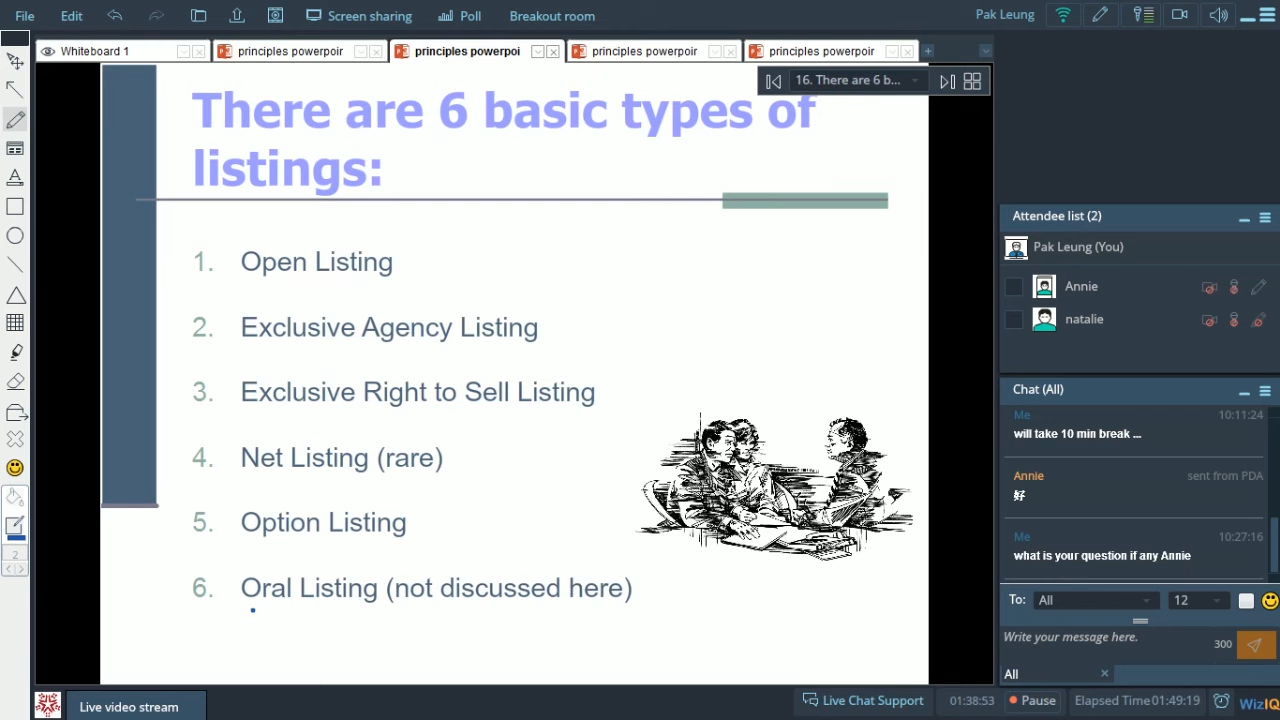 File Edit Screen sharing Poll Breakout room Pak Leung
Whiteboard 1 principles powerpoir principles powerpoi principles powerpoir principles powerpoir
16. There are 6 b...
There are 6 basic types of
listings:
1. Open Listing
2. Exclusive Agency Listing
3. Exclusive Right to Sell Listing
4. Net Listing (rare)
5. Option Listing
6. Oral Listing (not discussed here)
Attendee list (2)
Pak Leung (You)
Annie
natalie
Chat (All)
Me 10:11:24
will take 10 min break ...
Annie sent from PDA
好
Me 10:27:16
what is your question if any Annie
To: All 12
Write your message here. 300
All
2
Live video stream Live Chat Support 01:38:53 Pause Elapsed Time 01:49:19 WizIQ